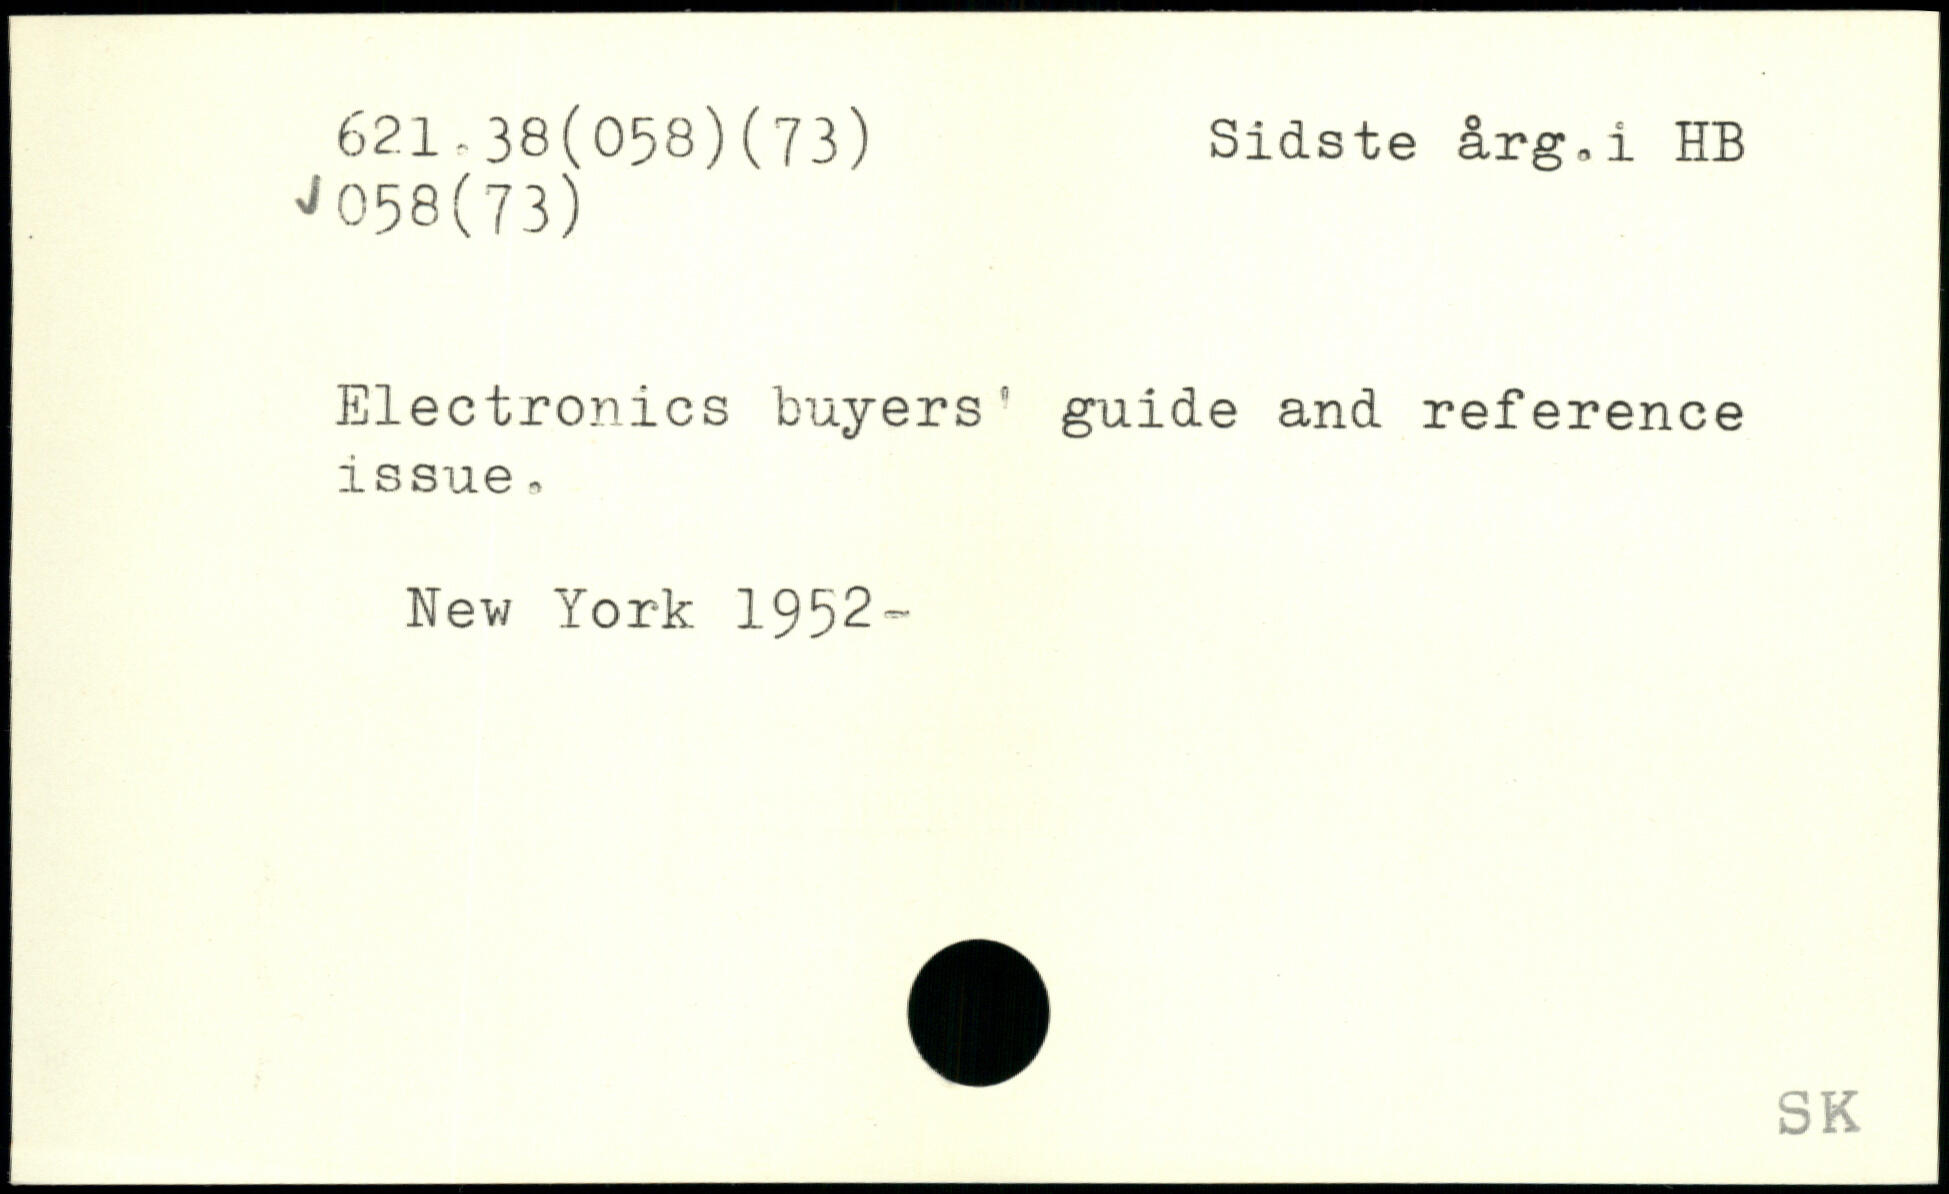 621.38(058)(73) Sidste årg.i HB
✓058(73)
Electronics buyers' guide and reference
issue.
New York 1952-
SK